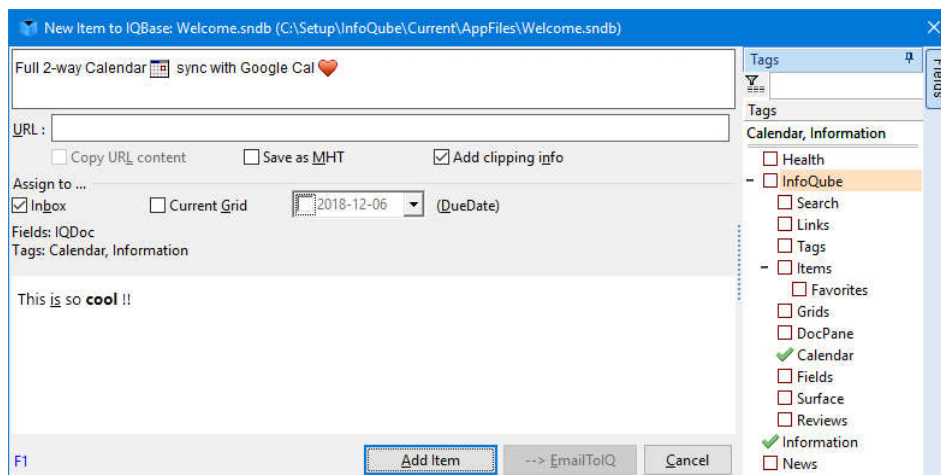 New Item to IQBase: Welcome.sndb (C:\Setup\InfoQube\Current\AppFiles\Welcome.sndb)
Full 2-way Calendar 📅 sync with Google Cal ❤️
URL :
Copy URL content Save as MHT Add clipping info
Assign to ...
Inbox Current Grid 2018-12-06 (DueDate)
Fields: IQDoc
Tags: Calendar, Information
This is so cool !!
F1
Add Item --> EmailToIQ Cancel
Tags
Tags
Calendar, Information
Health
InfoQube
Search
Links
Tags
Items
Favorites
Grids
DocPane
Calendar
Fields
Surface
Reviews
Information
News
Fields